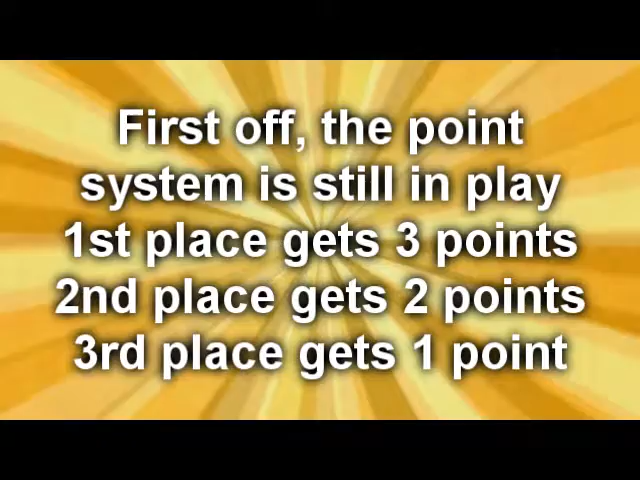 First off, the point
system is still in play
1st place gets 3 points
2nd place gets 2 points
3rd place gets 1 point